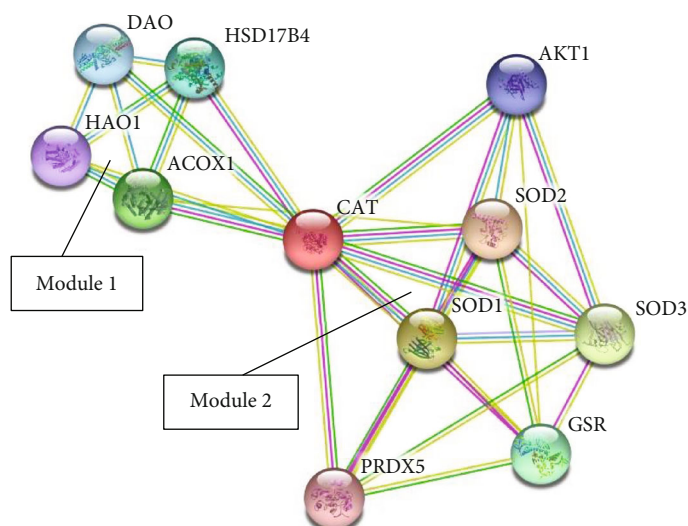 DAO
HSD17B4
AKT1
HAO1
ACOX1
CAT
SOD2
Module 1
SOD1
SOD3
Module 2
GSR
PRDX5